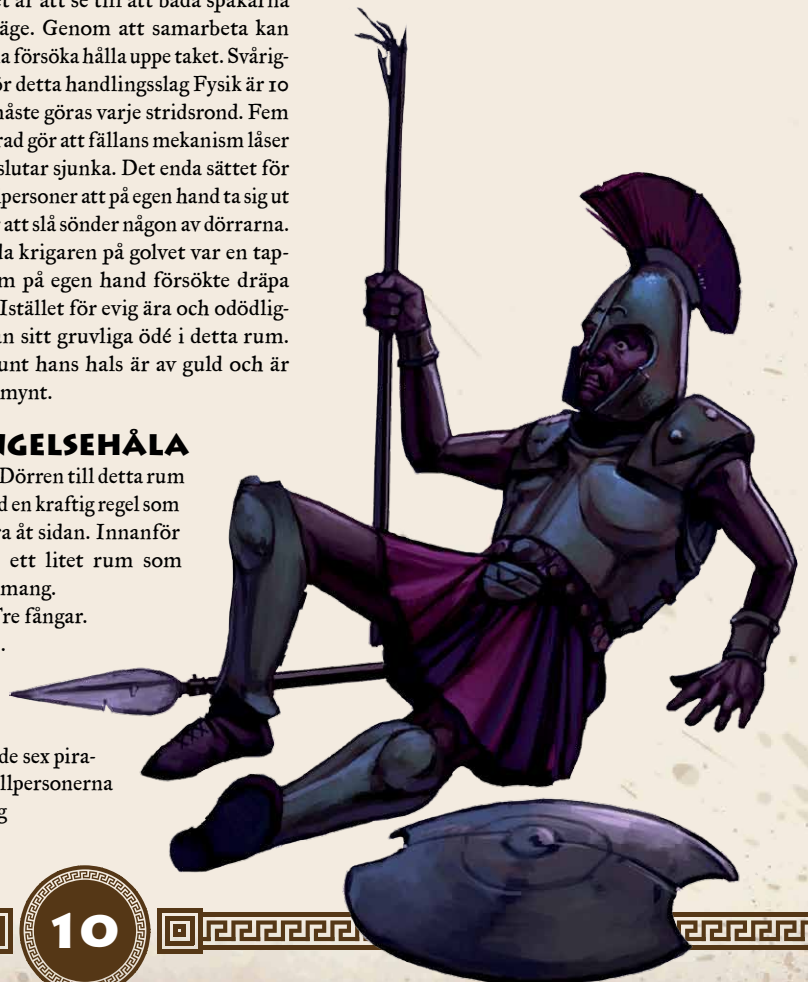 et är att se till att båda spakarna
äge. Genom att samarbeta kan
a försöka hålla uppe taket. Svårig-
ör detta handlingsslag Fysik är 10
måste göras varje stridsrond. Fem
rad gör att fällans mekanism låser
slutar sjunka. Det enda sättet för
personer att på egen hand ta sig ut
att slå sönder någon av dörrarna.
la krigaren på golvet var en tap-
m på egen hand försökte dräpa
Istället för evig ära och odödlig-
n sitt gruvliga ödé i detta rum.
unt hans hals är av guld och är
mynt.
NGELSEHÅLA
Dörren till detta rum
d en kraftig regel som
ra åt sidan. Innanför
ett litet rum som
mang.
Tre fångar.
.
de sex pira-
llpersonerna
g
10